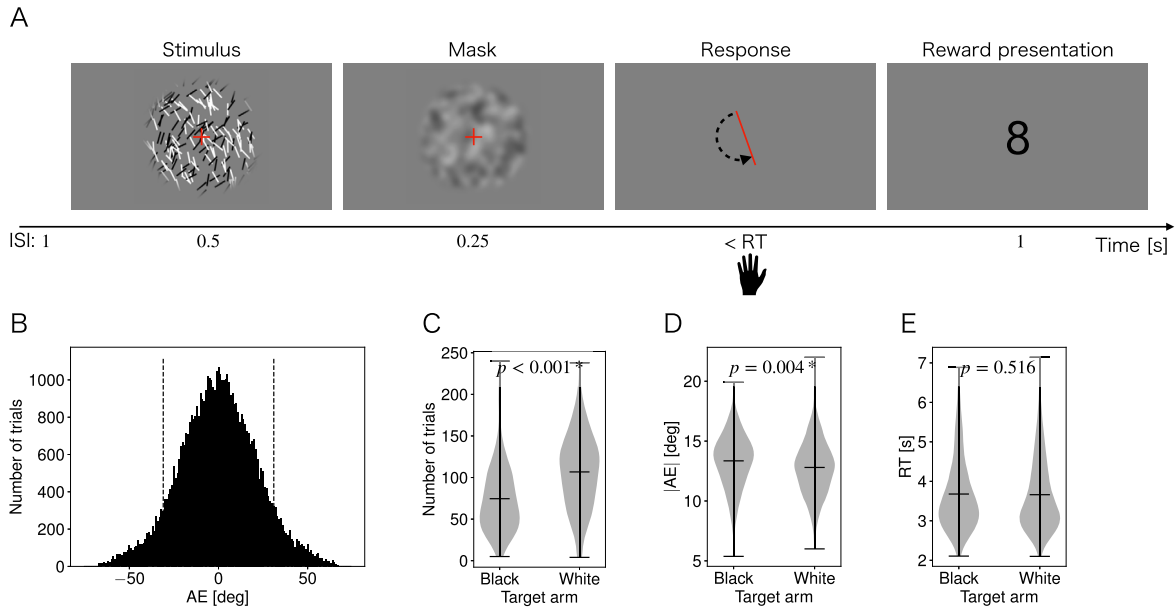 A
Stimulus
Mask
Response
Reward presentation
8
ISI: 1
0.5
0.25
< RT
1
Time [s]
B
Number of trials
1000
800
600
400
200
0
−50
0
50
AE [deg]
C
Number of trials
250
200
150
100
50
0
p < 0.001 *
Black
White
Target arm
D
|AE| [deg]
20
15
10
5
p = 0.004 *
Black
White
Target arm
E
RT [s]
7
6
5
4
3
2
p = 0.516
Black
White
Target arm